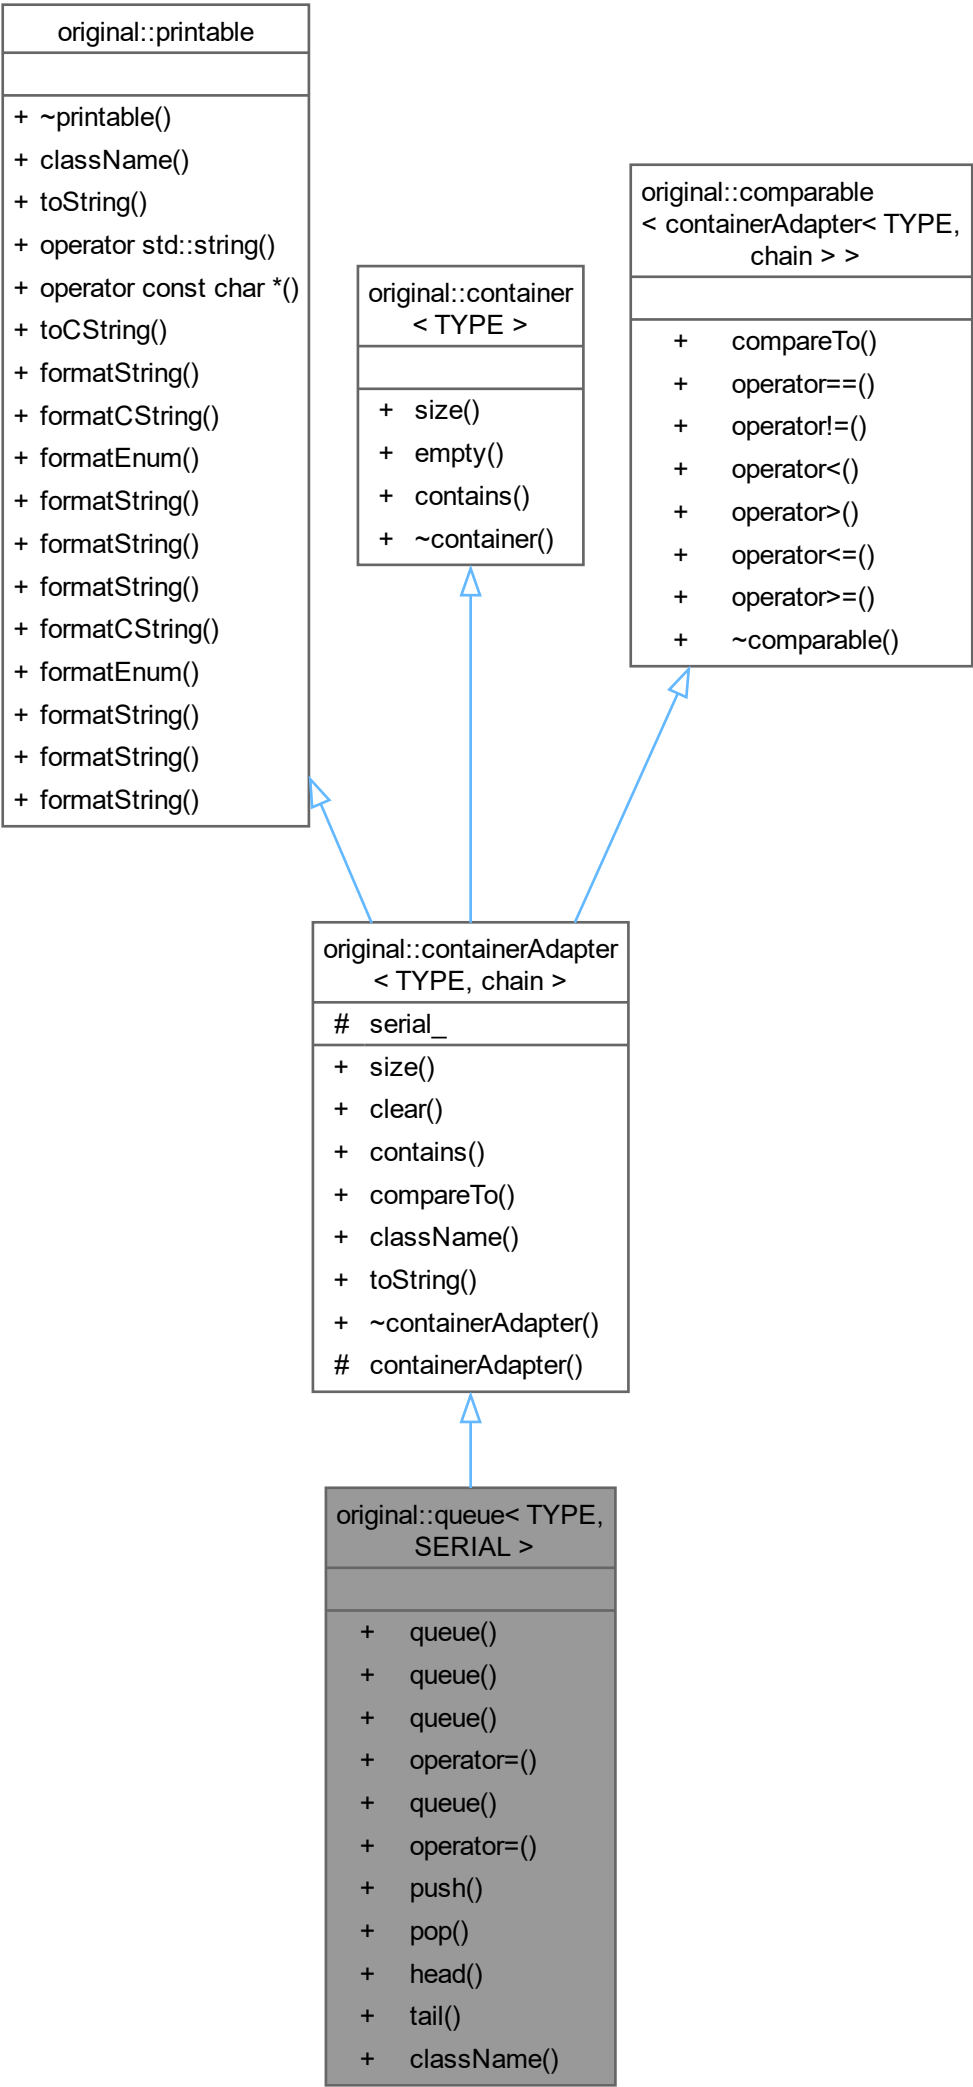 original::printable
+ ~printable()
+ className()
+ toString()
+ operator std::string()
+ operator const char *()
+ toCString()
+ formatString()
+ formatCString()
+ formatEnum()
+ formatString()
+ formatString()
+ formatString()
+ formatCString()
+ formatEnum()
+ formatString()
+ formatString()
+ formatString()
original::container
< TYPE >
+ size()
+ empty()
+ contains()
+ ~container()
original::comparable
< containerAdapter< TYPE,
chain > >
+ compareTo()
+ operator==()
+ operator!=()
+ operator<()
+ operator>()
+ operator<=()
+ operator>=()
+ ~comparable()
original::containerAdapter
< TYPE, chain >
# serial_
+ size()
+ clear()
+ contains()
+ compareTo()
+ className()
+ toString()
+ ~containerAdapter()
# containerAdapter()
original::queue< TYPE,
SERIAL >
+ queue()
+ queue()
+ queue()
+ operator=()
+ queue()
+ operator=()
+ push()
+ pop()
+ head()
+ tail()
+ className()